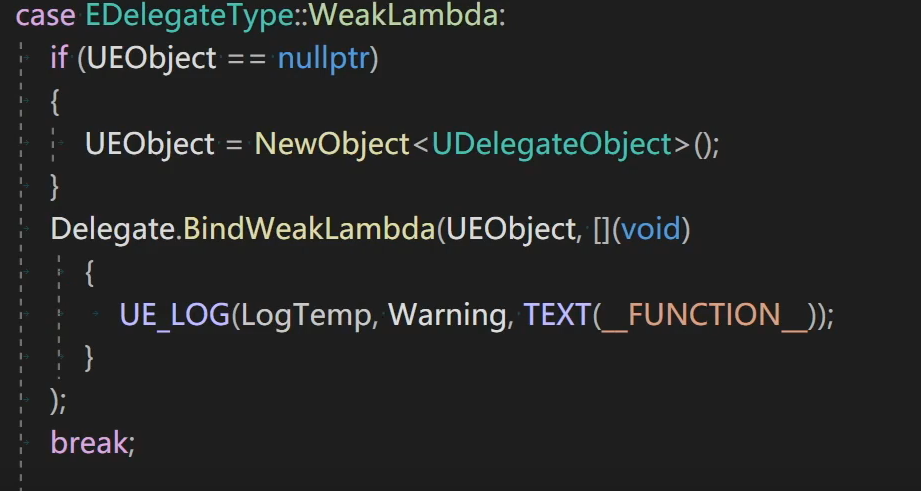 case EDelegateType::WeakLambda:
if (UEObject == nullptr)
{
UEObject = NewObject<UDelegateObject>();
}
Delegate.BindWeakLambda(UEObject, [](void)
{
UE_LOG(LogTemp, Warning, TEXT(__FUNCTION__));
}
);
break;